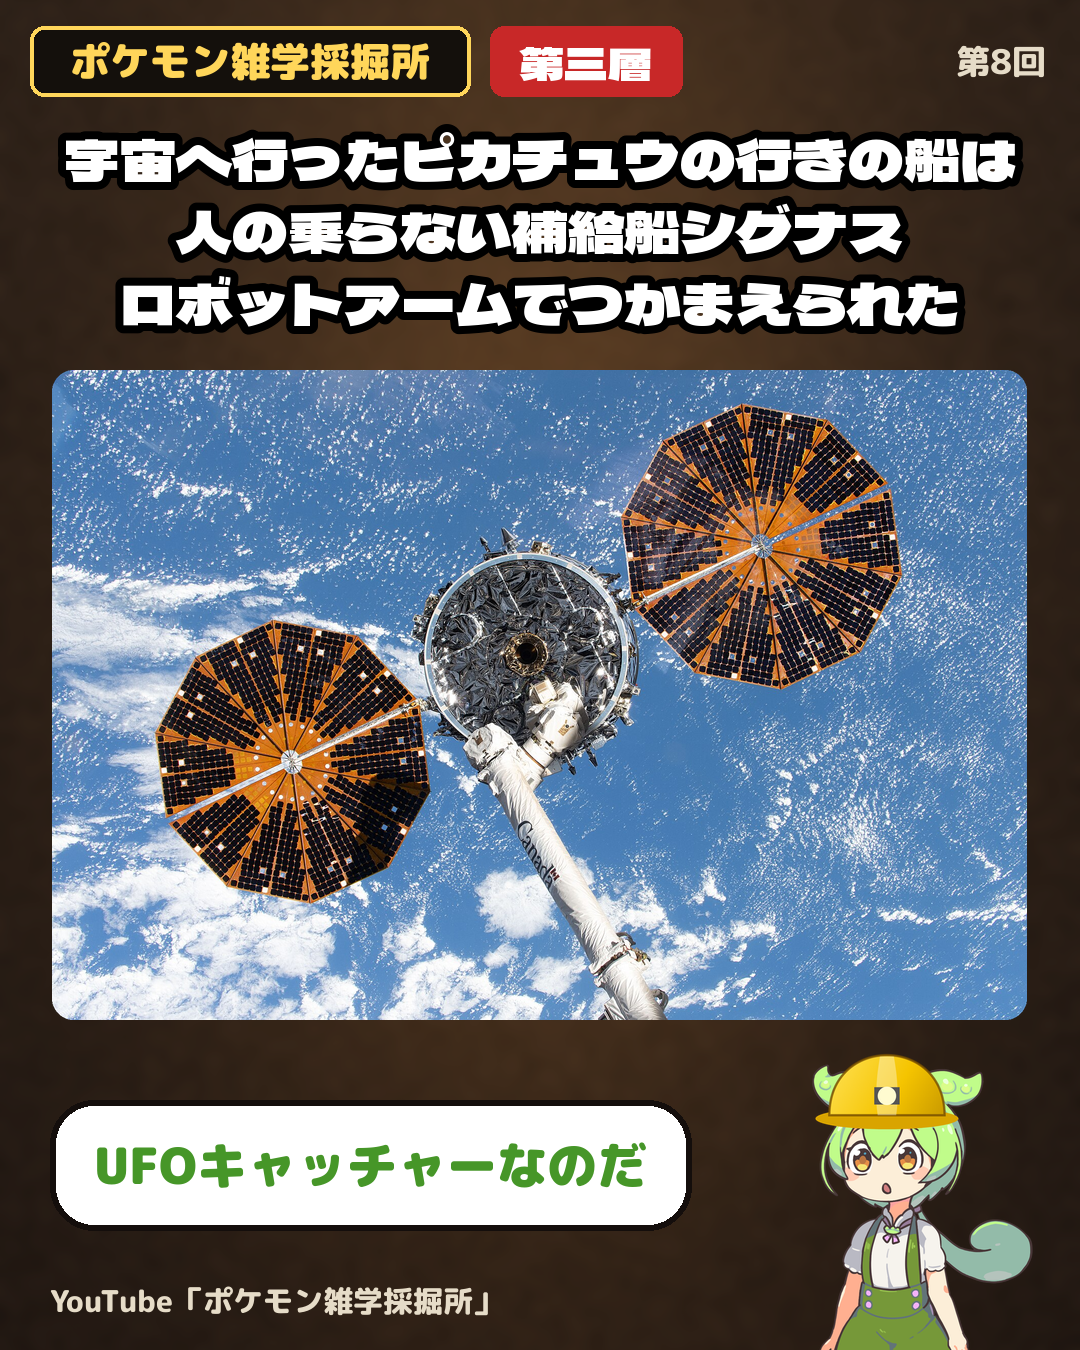 ポケモン雑学採掘所
第三層
第8回
宇宙へ行ったピカチュウの行きの船は
人の乗らない補給船シグナス
ロボットアームでつかまえられた
Canada
UFOキャッチャーなのだ
YouTube「ポケモン雑学採掘所」